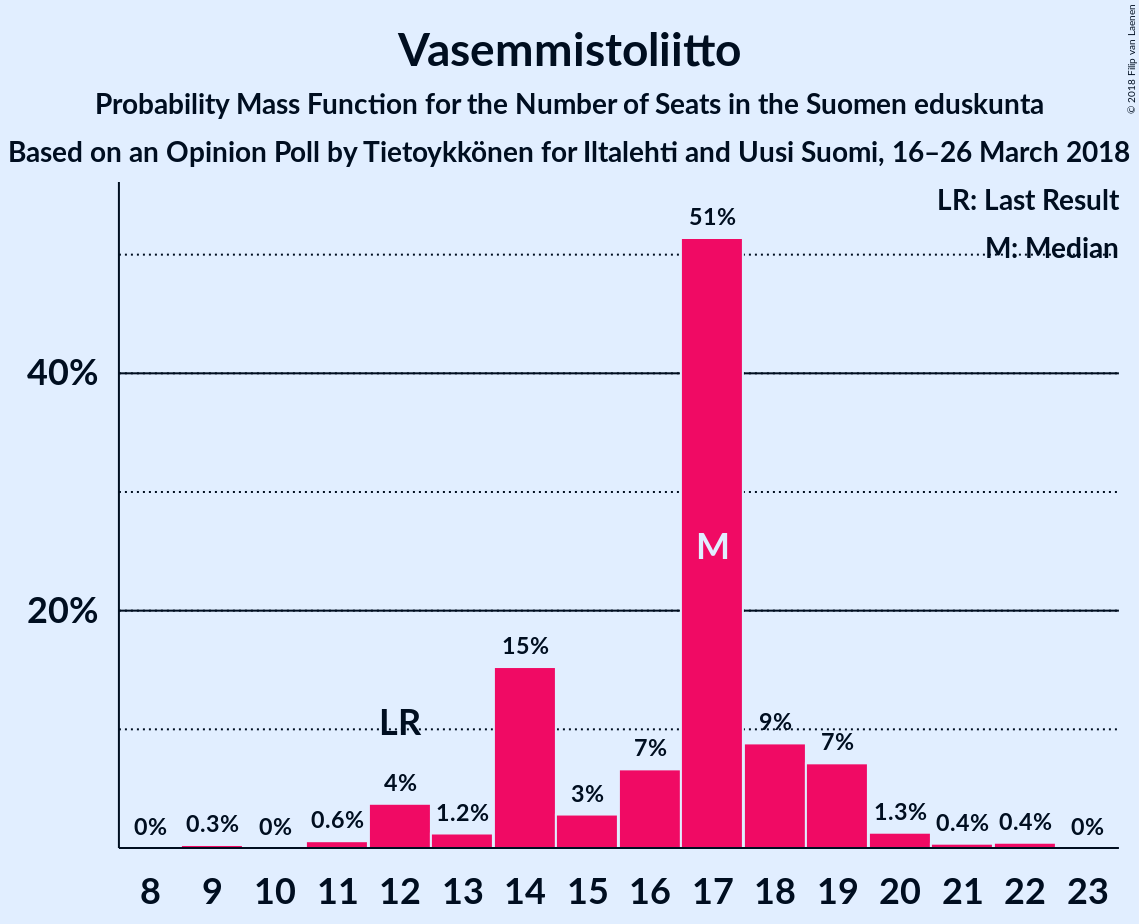 Vasemmistoliitto
Probability Mass Function for the Number of Seats in the Suomen eduskunta
Based on an Opinion Poll by Tietoykkönen for Iltalehti and Uusi Suomi, 16–26 March 2018
© 2018 Filip van Laenen
LR: Last Result
M: Median
51%
40%
M
20%
15%
LR
9%
7%
7%
4%
3%
1.2%
1.3%
0% 0.3% 0% 0.6% 0.4% 0.4% 0%
8 9 10 11 12 13 14 15 16 17 18 19 20 21 22 23